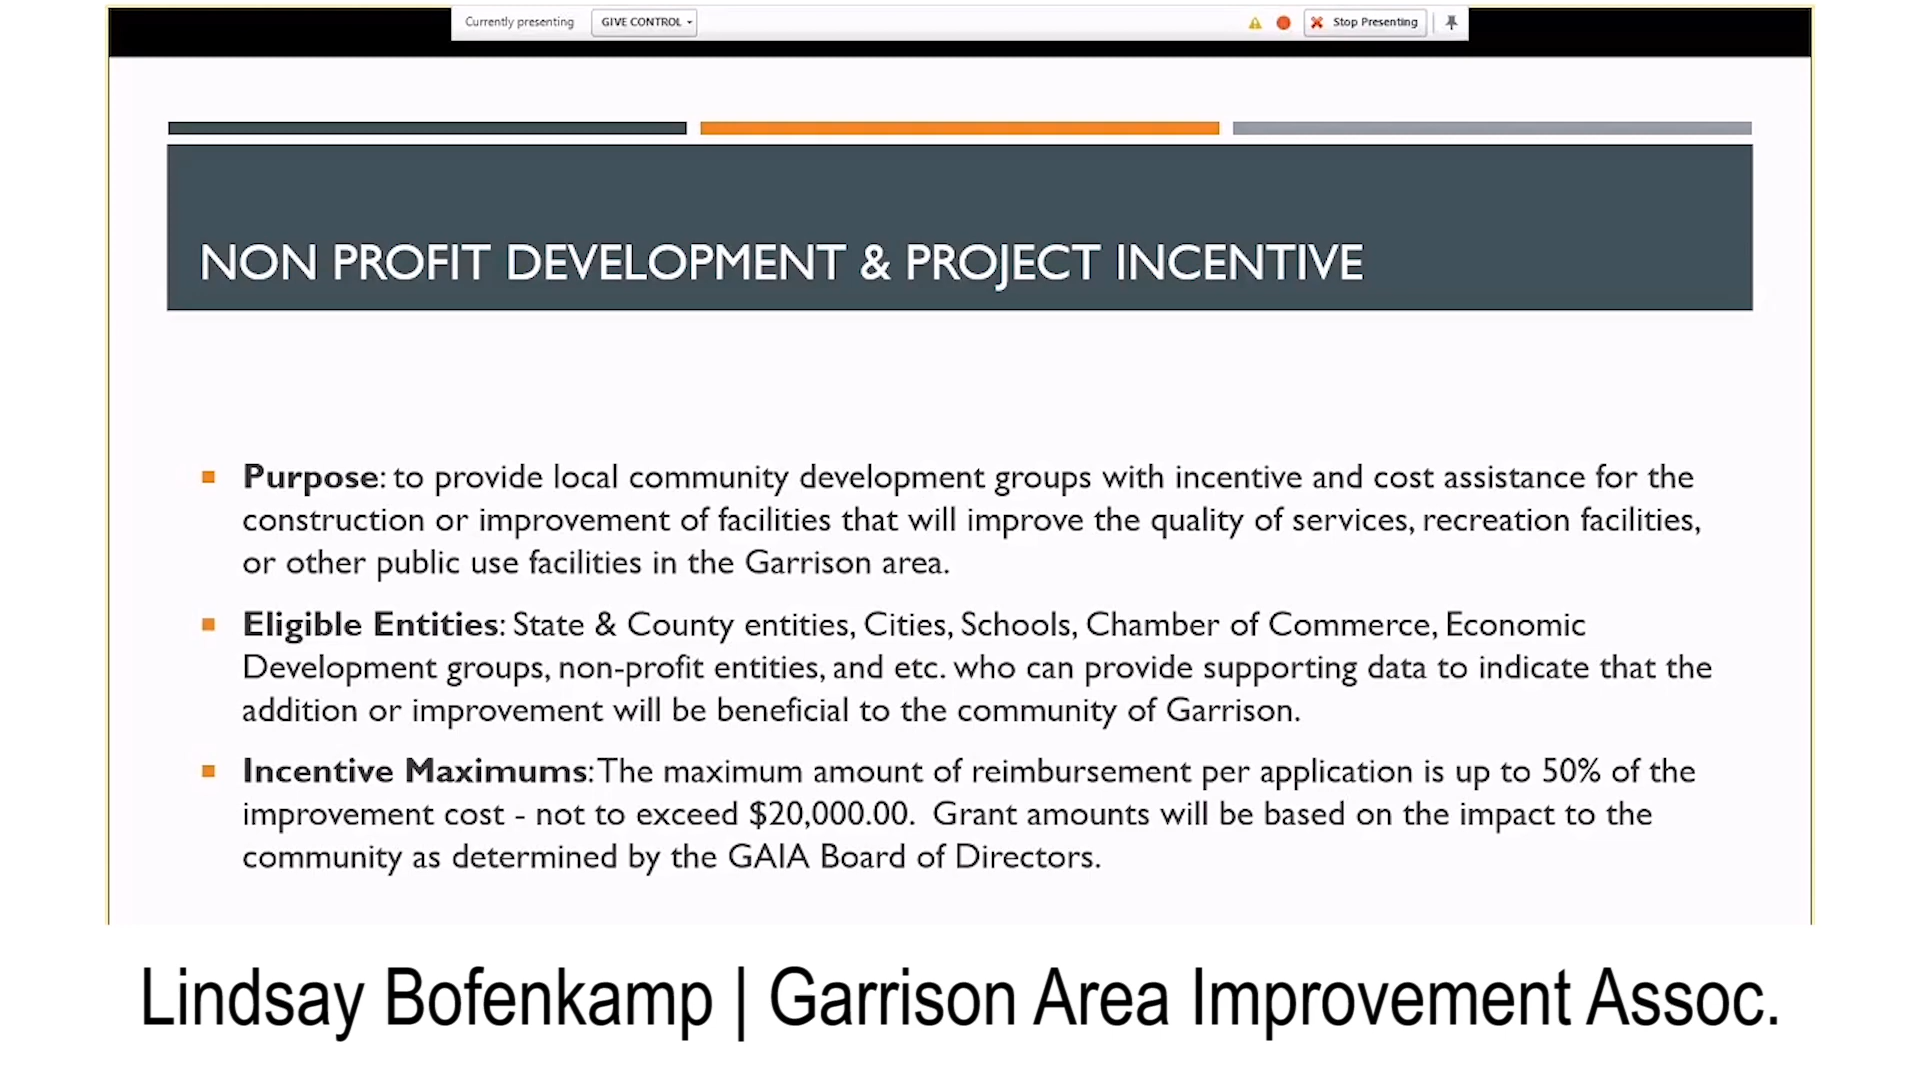 Currently presenting GIVE CONTROL Stop Presenting
NON PROFIT DEVELOPMENT & PROJECT INCENTIVE
Purpose: to provide local community development groups with incentive and cost assistance for the
construction or improvement of facilities that will improve the quality of services, recreation facilities,
or other public use facilities in the Garrison area.
Eligible Entities: State & County entities, Cities, Schools, Chamber of Commerce, Economic
Development groups, non-profit entities, and etc. who can provide supporting data to indicate that the
addition or improvement will be beneficial to the community of Garrison.
Incentive Maximums: The maximum amount of reimbursement per application is up to 50% of the
improvement cost - not to exceed $20,000.00. Grant amounts will be based on the impact to the
community as determined by the GAIA Board of Directors.
Lindsay Bofenkamp | Garrison Area Improvement Assoc.